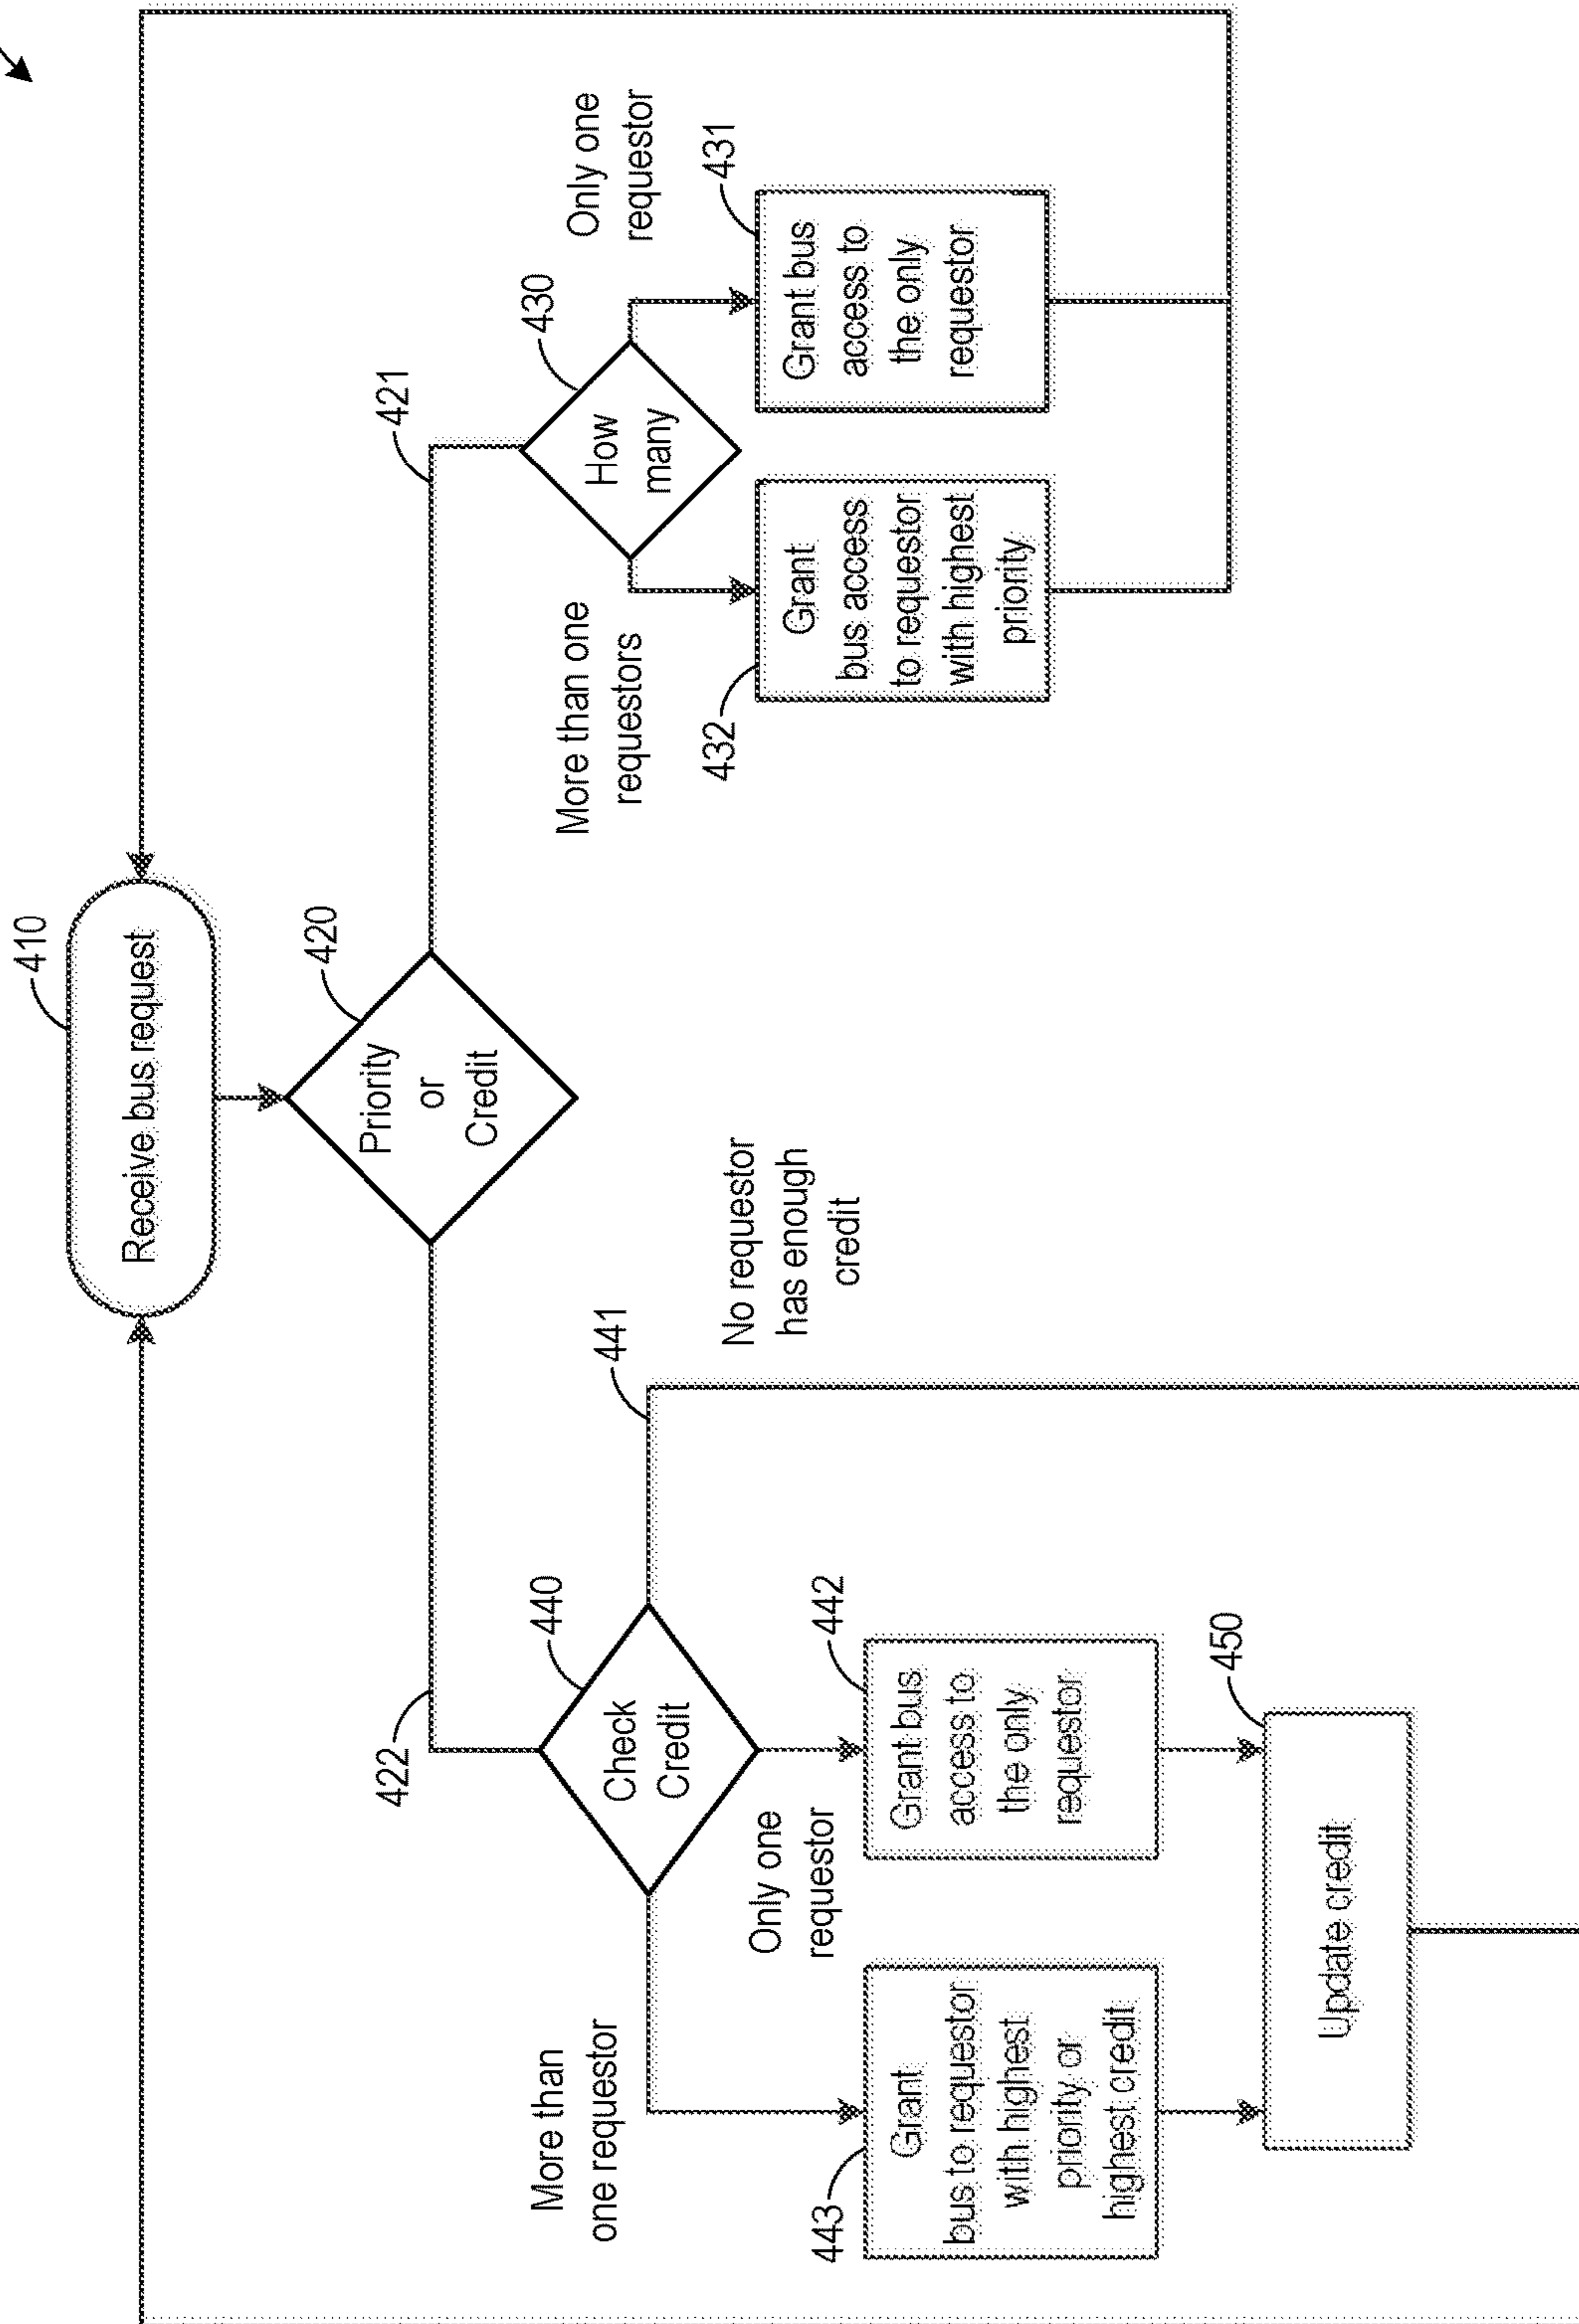 410
Receive bus request
420
Priority
or
Credit
422
421
440
Check
Credit
441
No requestor
has enough
credit
430
How
many
More than
one requestor
Only one
requestor
More than one
requestors
Only one
requestor
443
Grant
bus to requestor
with highest
priority or
highest credit
442
Grant bus
access to
the only
requestor
432
Grant
bus access
to requestor
with highest
priority
431
Grant bus
access to
the only
requestor
450
Update credit